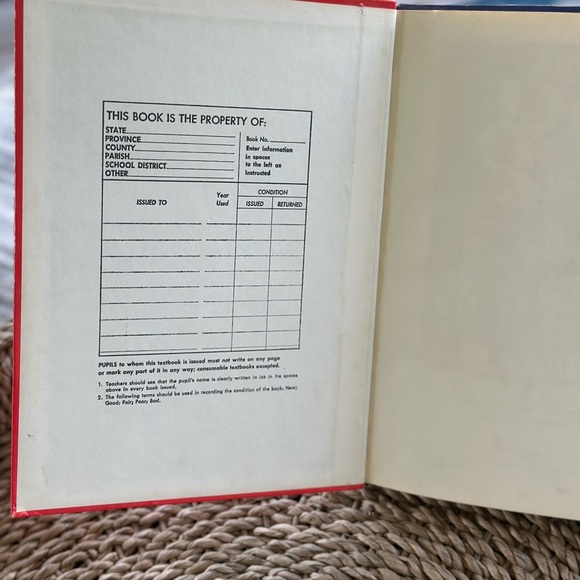 THIS BOOK IS THE PROPERTY OF:
STATE
PROVINCE
COUNTY
PARISH
SCHOOL DISTRICT
OTHER
Book No.
Enter information
in spaces
to the left as
instructed
ISSUED TO
Year
Used
CONDITION
ISSUED
RETURNED
PUPILS to whom this textbook is issued must not write on any page
or mark any part of it in any way; consumable textbooks excepted.
1. Teachers should see that the pupil's name is clearly written in ink in the spaces
above in every book issued.
2. The following terms should be used in recording the condition of the book: New;
Good; Fair; Poor; Bad.